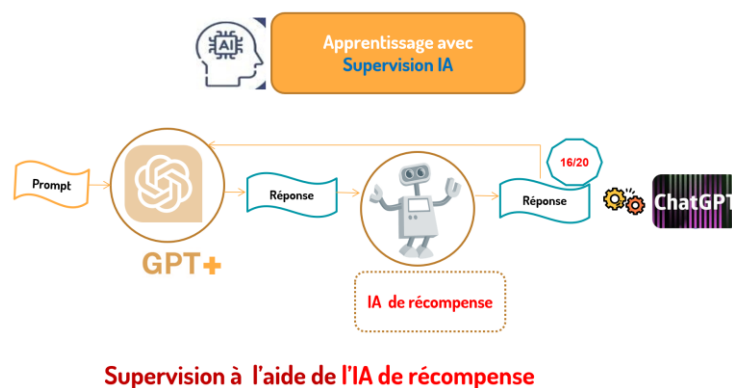 AI
Apprentissage avec
Supervision IA
16/20
Prompt
Réponse
Réponse
ChatGPT
GPT+
IA de récompense
Supervision à l'aide de l'IA de récompense